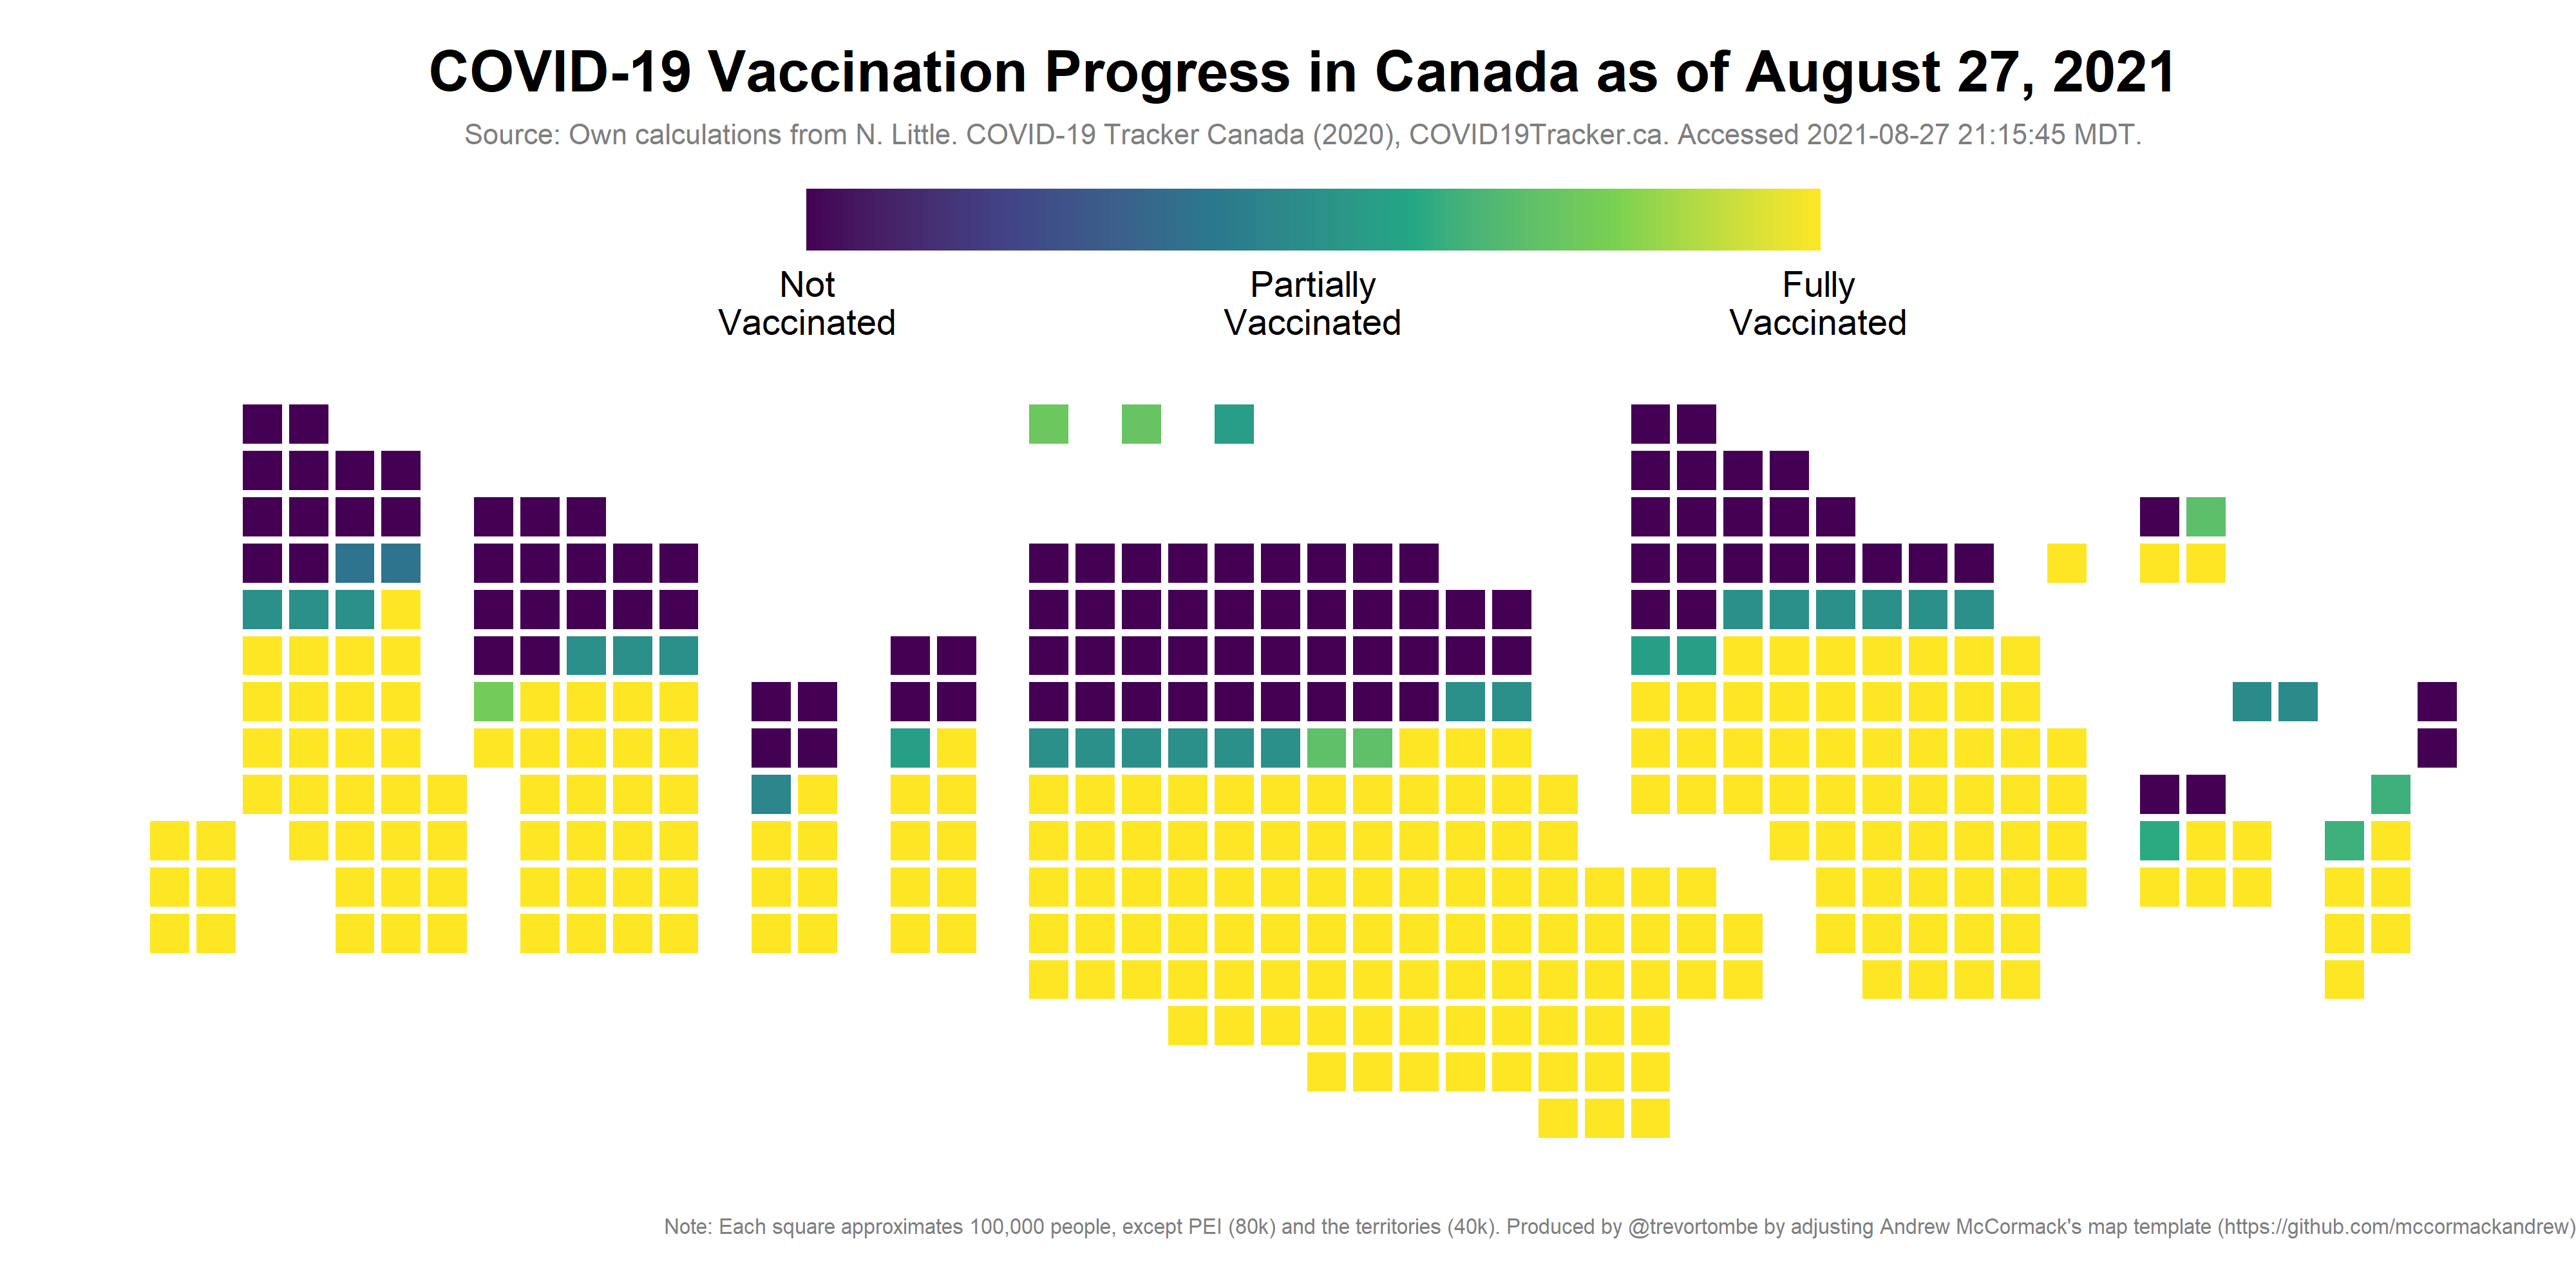 COVID-19 Vaccination Progress in Canada as of August 27, 2021
Source: Own calculations from N. Little. COVID-19 Tracker Canada (2020), COVID19Tracker.ca. Accessed 2021-08-27 21:15:45 MDT.
Not Partially Fully
Vaccinated Vaccinated Vaccinated
Note: Each square approximates 100,000 people, except PEI (80k) and the territories (40k). Produced by @trevortombe by adjusting Andrew McCormack's map template (https://github.com/mccormackandrew)